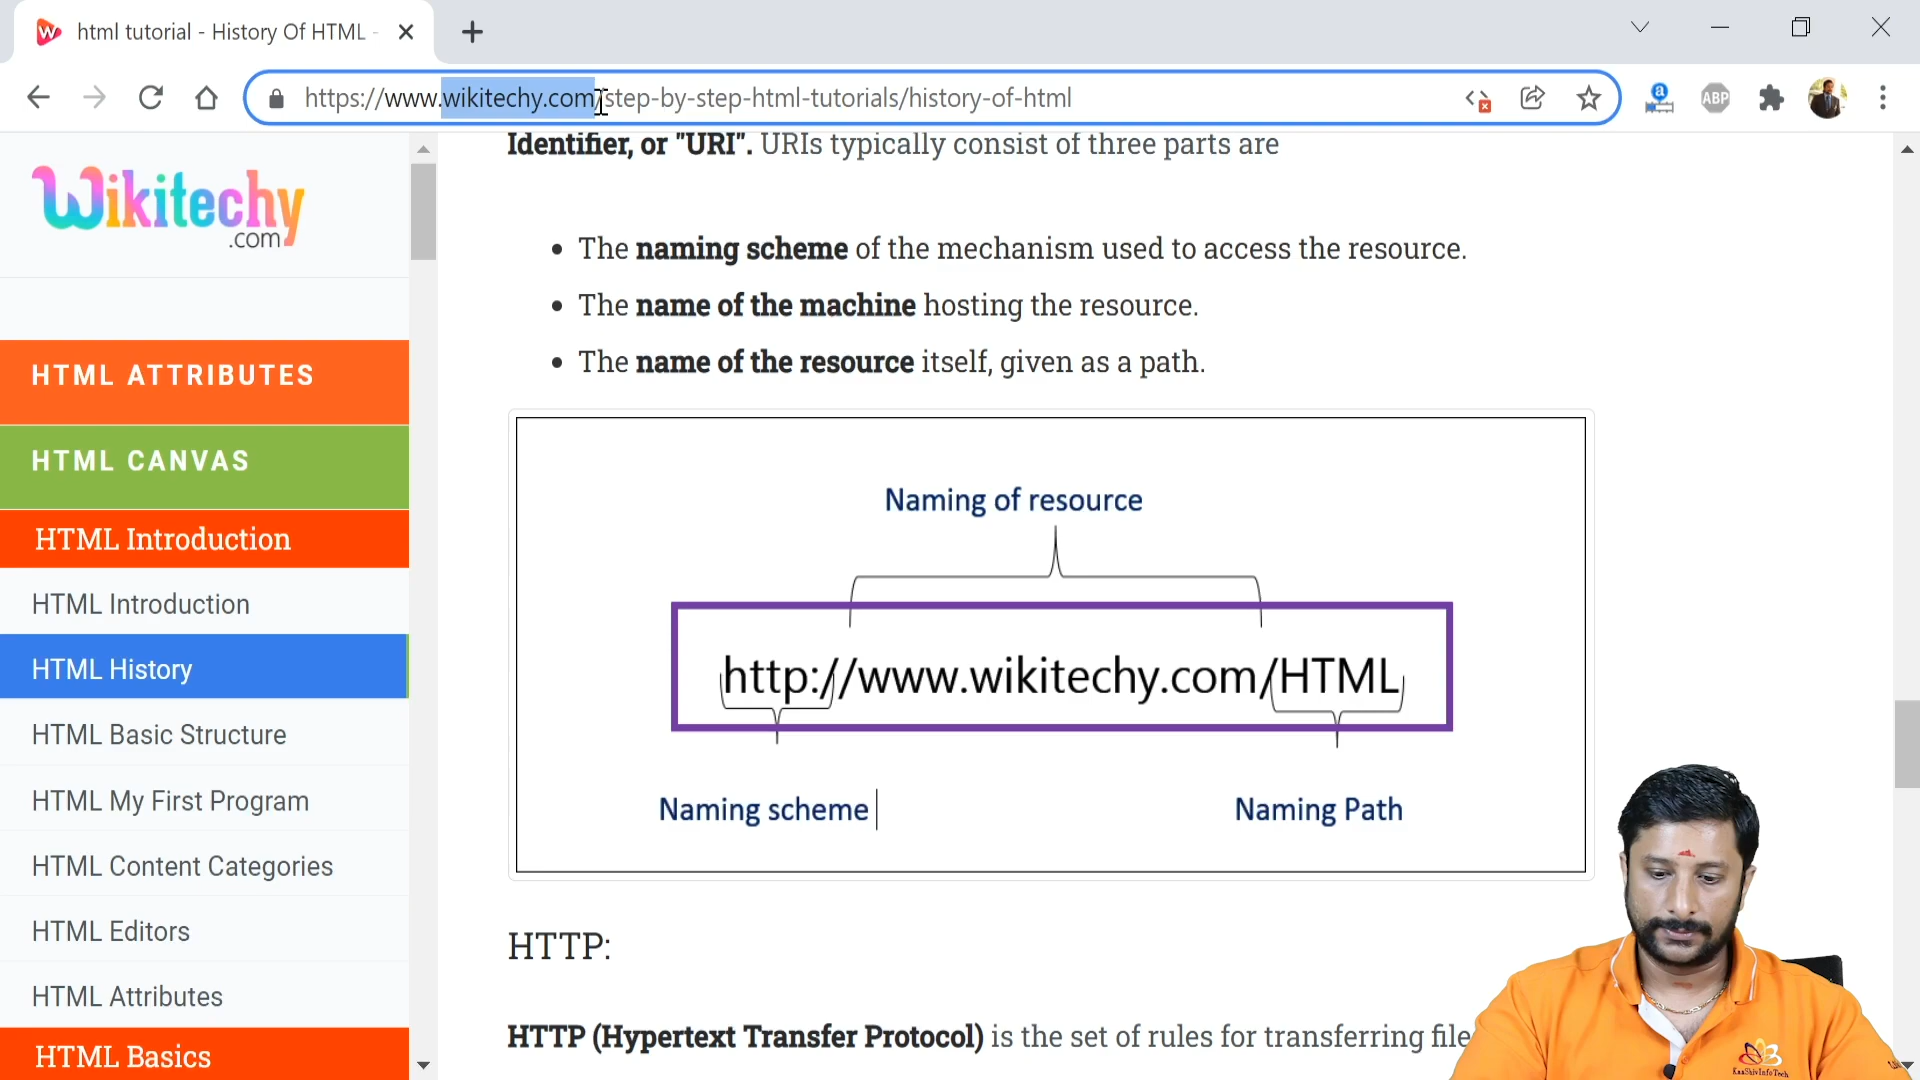 html tutorial - History Of HTML -
https://www.wikitechy.com/step-by-step-html-tutorials/history-of-html
a
ABP
Wikitechy
.com
HTML ATTRIBUTES
HTML CANVAS
HTML Introduction
HTML Introduction
HTML History
HTML Basic Structure
HTML My First Program
HTML Content Categories
HTML Editors
HTML Attributes
HTML Basics
Identifier, or "URI". URIs typically consist of three parts are
• The naming scheme of the mechanism used to access the resource.
• The name of the machine hosting the resource.
• The name of the resource itself, given as a path.
Naming of resource
http://www.wikitechy.com/HTML
Naming scheme
Naming Path
HTTP:
HTTP (Hypertext Transfer Protocol) is the set of rules for transferring file
KaaShiv InfoTech